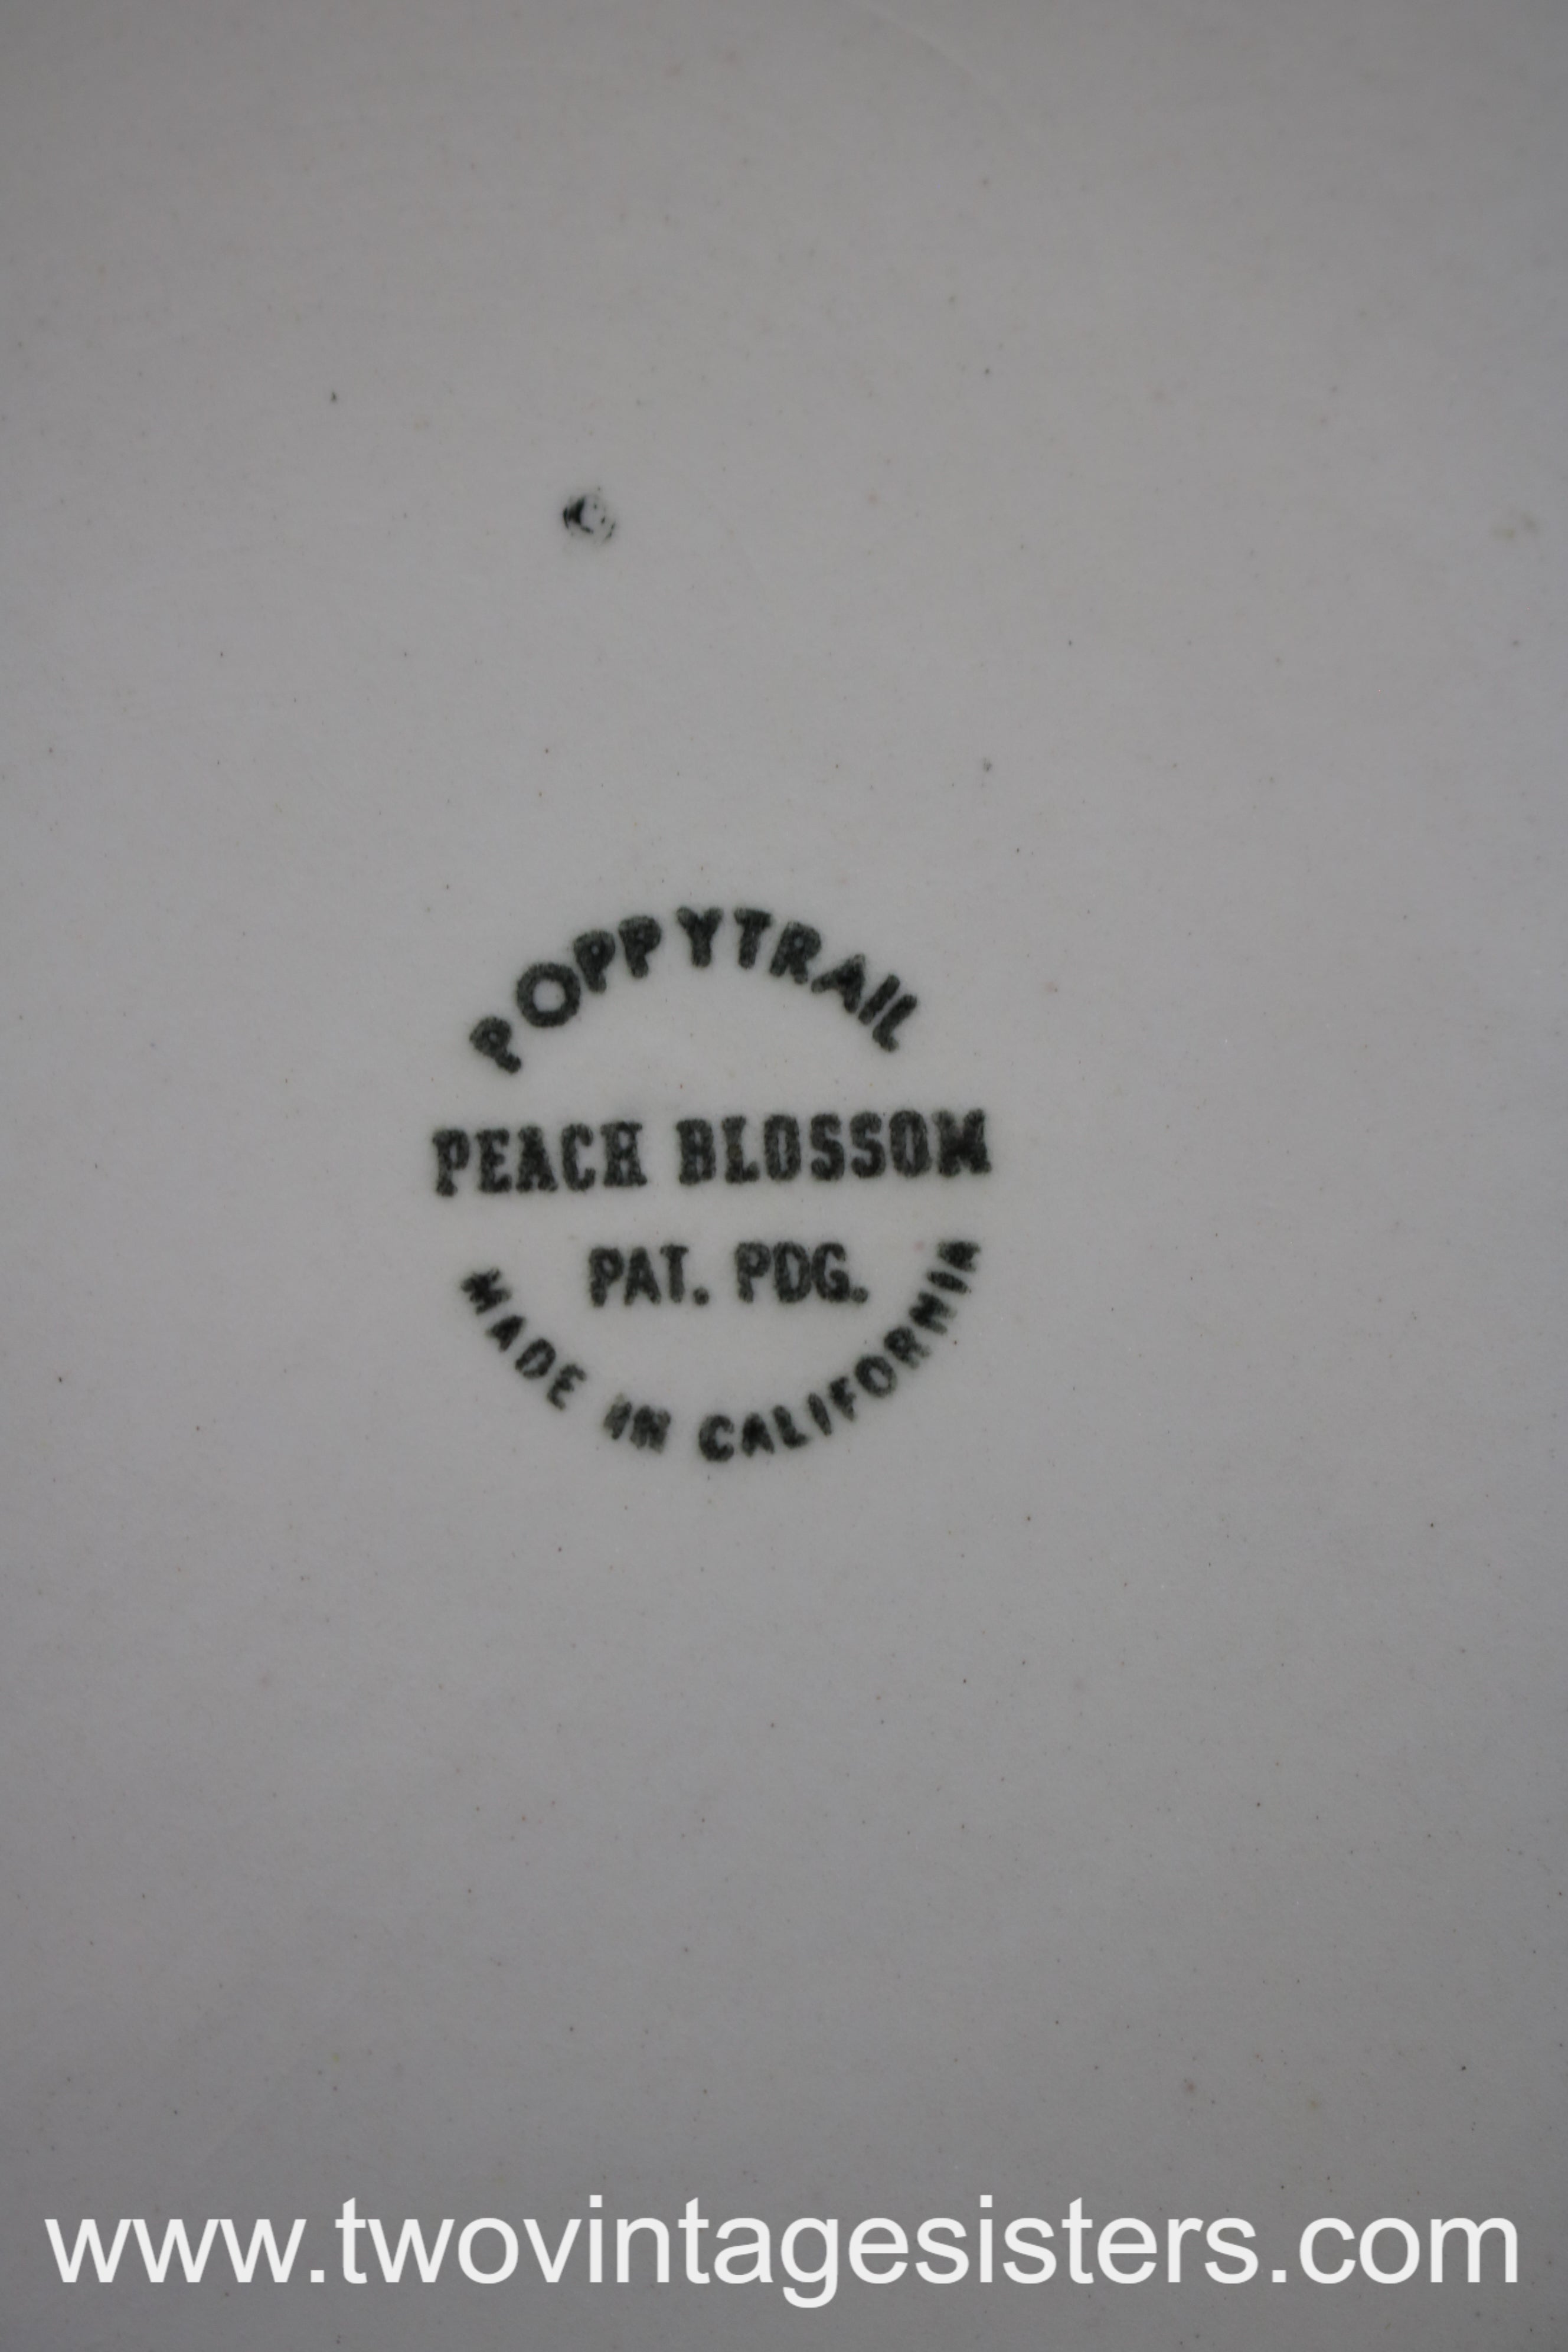 POPPYTRAIL
PEACH BLOSSOM
PAT. PDG.
MADE IN CALIFORNIA
www.twovintagesisters.com